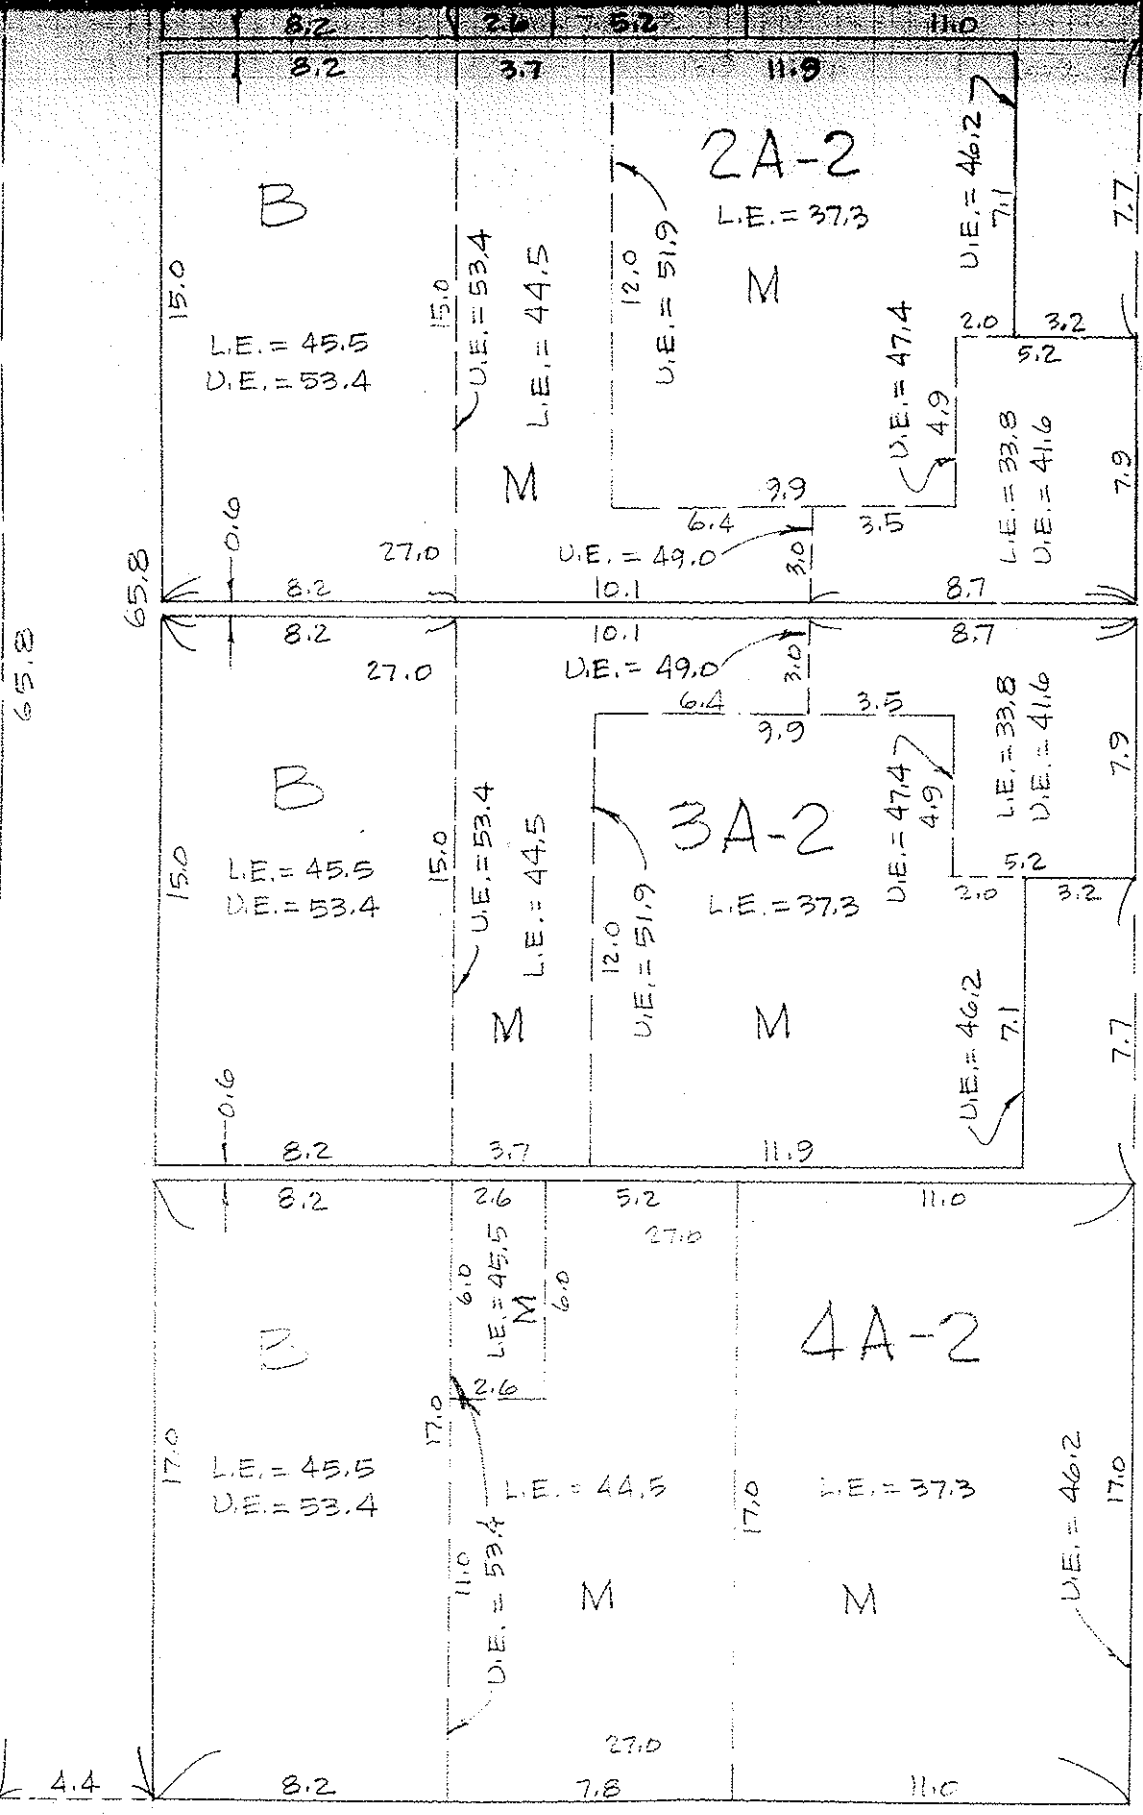 8.2 2.6 5.2 11.0
8.2 3.7 11.9
2A-2
L.E. = 37.3
M
U.E. = 46.2
7.1
7.7
B
15.0
L.E. = 45.5
U.E. = 53.4
15.0
U.E. = 53.4
L.E. = 44.5
M
12.0
U.E. = 51.9
U.E. = 47.4
4.9
2.0 3.2
5.2
L.E. = 33.8
U.E. = 41.6
7.9
9.9
6.4 3.5
0.6
27.0
U.E. = 49.0
3.0
8.2 10.1 8.7
65.8
65.8
8.2 10.1 8.7
27.0
U.E. = 49.0
3.0
6.4 3.5
9.9
L.E. = 33.8
U.E. = 41.6
7.9
B
15.0
L.E. = 45.5
U.E. = 53.4
15.0
U.E. = 53.4
L.E. = 44.5
M
12.0
U.E. = 51.9
3A-2
L.E. = 37.3
M
U.E. = 47.4
4.9
5.2
2.0 3.2
U.E. = 46.2
7.1
7.7
0.6
8.2 3.7 11.9
8.2 2.6 5.2 11.0
27.0
6.0
L.E. = 45.5
M
6.0
2.6
B
17.0
L.E. = 45.5
U.E. = 53.4
17.0
11.0
U.E. = 53.4
L.E. = 44.5
M
17.0
4A-2
L.E. = 37.3
M
U.E. = 46.2
17.0
27.0
4.4 8.2 7.8 11.0